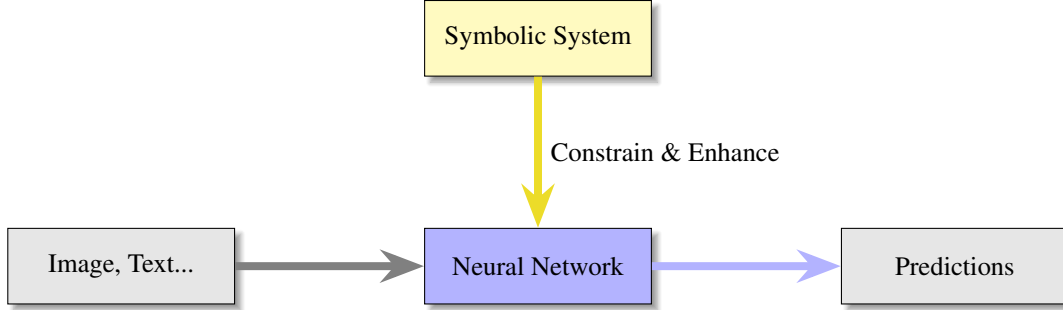 Symbolic System
Constrain & Enhance
Image, Text...
Neural Network
Predictions